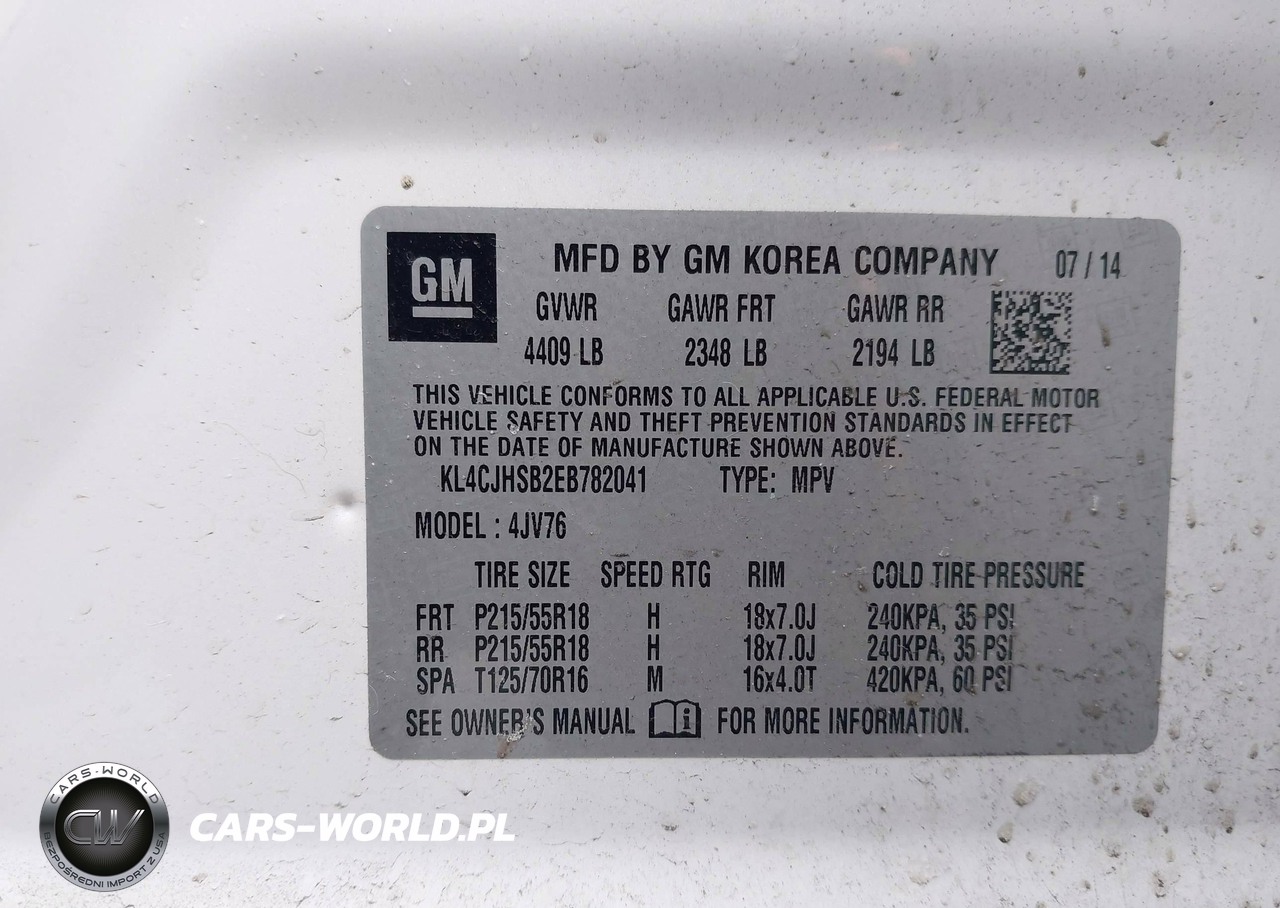 GM
MFD BY GM KOREA COMPANY 07/14
GVWR GAWR FRT GAWR RR
4409 LB 2348 LB 2194 LB
THIS VEHICLE CONFORMS TO ALL APPLICABLE U.S. FEDERAL MOTOR
VEHICLE SAFETY AND THEFT PREVENTION STANDARDS IN EFFECT
ON THE DATE OF MANUFACTURE SHOWN ABOVE.
KL4CJHSB2EB782041 TYPE: MPV
MODEL : 4JV76
TIRE SIZE SPEED RTG RIM COLD TIRE PRESSURE
FRT P215/55R18 H 18x7.0J 240KPA, 35 PSI
RR P215/55R18 H 18x7.0J 240KPA, 35 PSI
SPA T125/70R16 M 16x4.0T 420KPA, 60 PSI
SEE OWNER'S MANUAL i FOR MORE INFORMATION.
CARS-WORLD
CW
BEZPOŚREDNI IMPORT Z USA
CARS-WORLD.PL